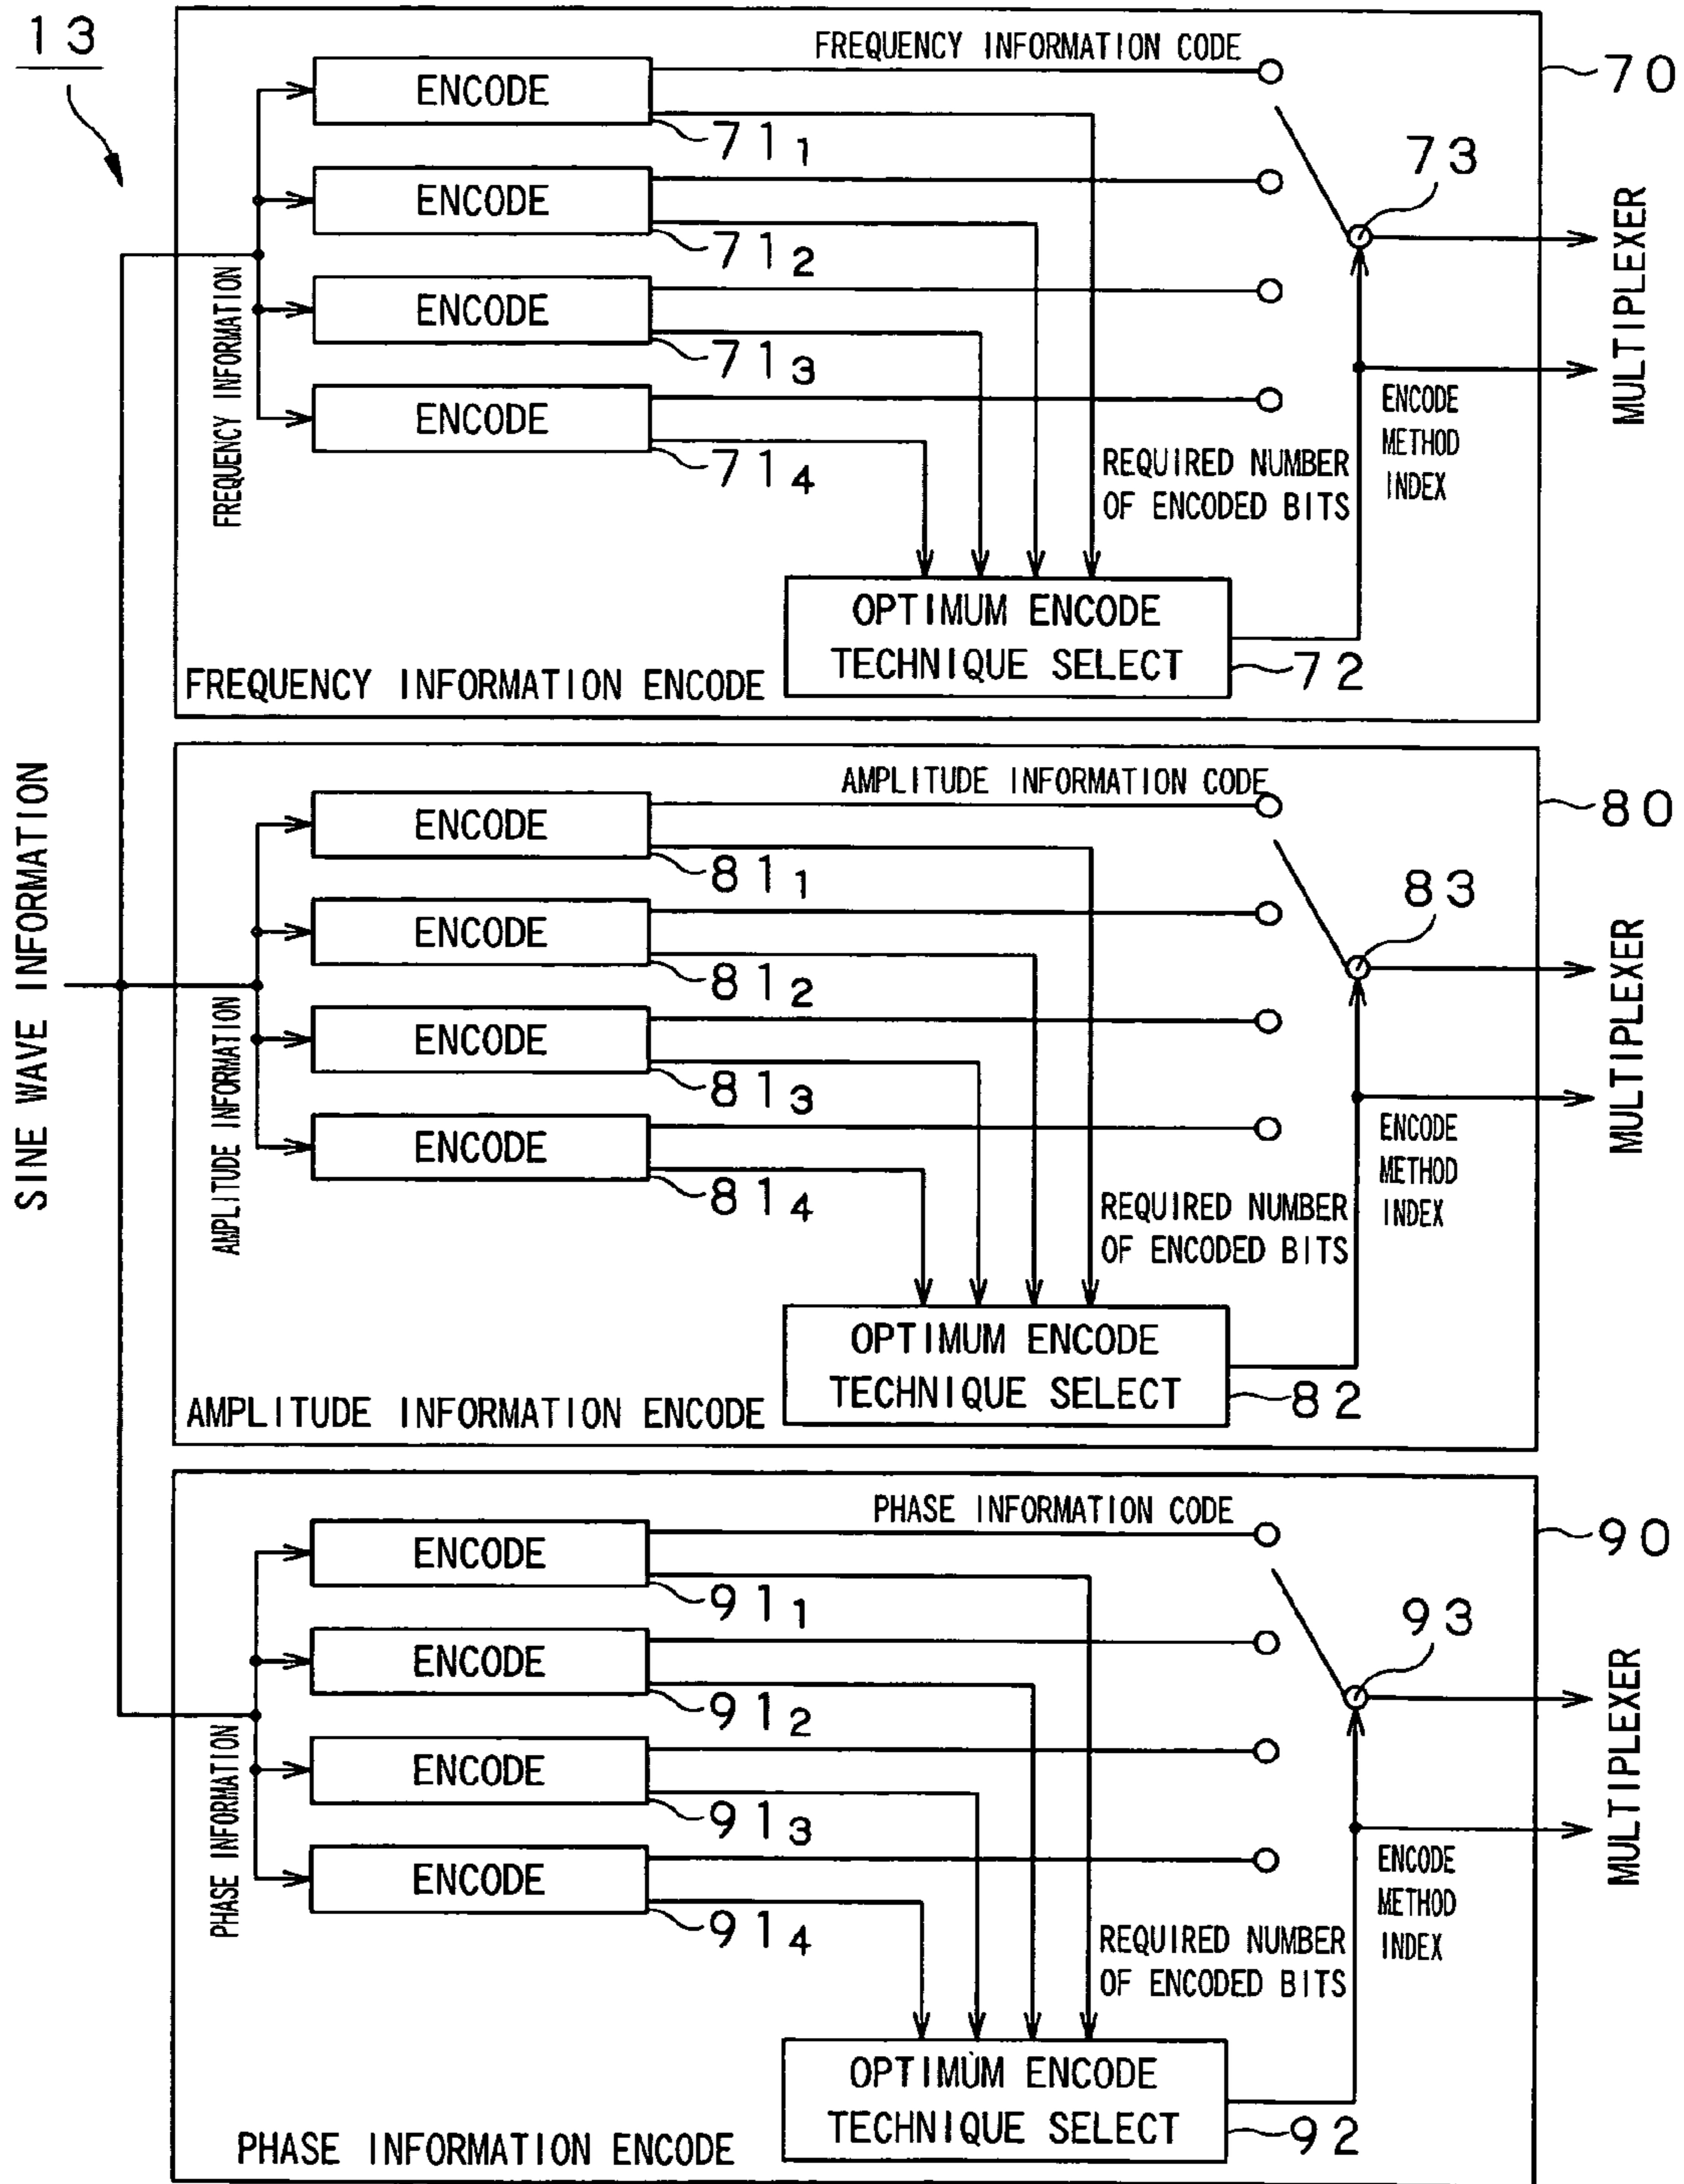 13
FREQUENCY INFORMATION CODE
70
ENCODE
71₁
73
ENCODE
71₂
MULTIPLEXER
FREQUENCY INFORMATION
ENCODE
71₃
ENCODE
METHOD
INDEX
ENCODE
71₄
REQUIRED NUMBER
OF ENCODED BITS
OPTIMUM ENCODE
TECHNIQUE SELECT
72
FREQUENCY INFORMATION ENCODE
SINE WAVE INFORMATION
AMPLITUDE INFORMATION CODE
80
ENCODE
81₁
83
ENCODE
81₂
MULTIPLEXER
AMPLITUDE INFORMATION
ENCODE
81₃
ENCODE
METHOD
INDEX
ENCODE
81₄
REQUIRED NUMBER
OF ENCODED BITS
OPTIMUM ENCODE
TECHNIQUE SELECT
82
AMPLITUDE INFORMATION ENCODE
PHASE INFORMATION CODE
90
ENCODE
91₁
93
ENCODE
91₂
MULTIPLEXER
PHASE INFORMATION
ENCODE
91₃
ENCODE
METHOD
INDEX
ENCODE
91₄
REQUIRED NUMBER
OF ENCODED BITS
OPTIMUM ENCODE
TECHNIQUE SELECT
92
PHASE INFORMATION ENCODE